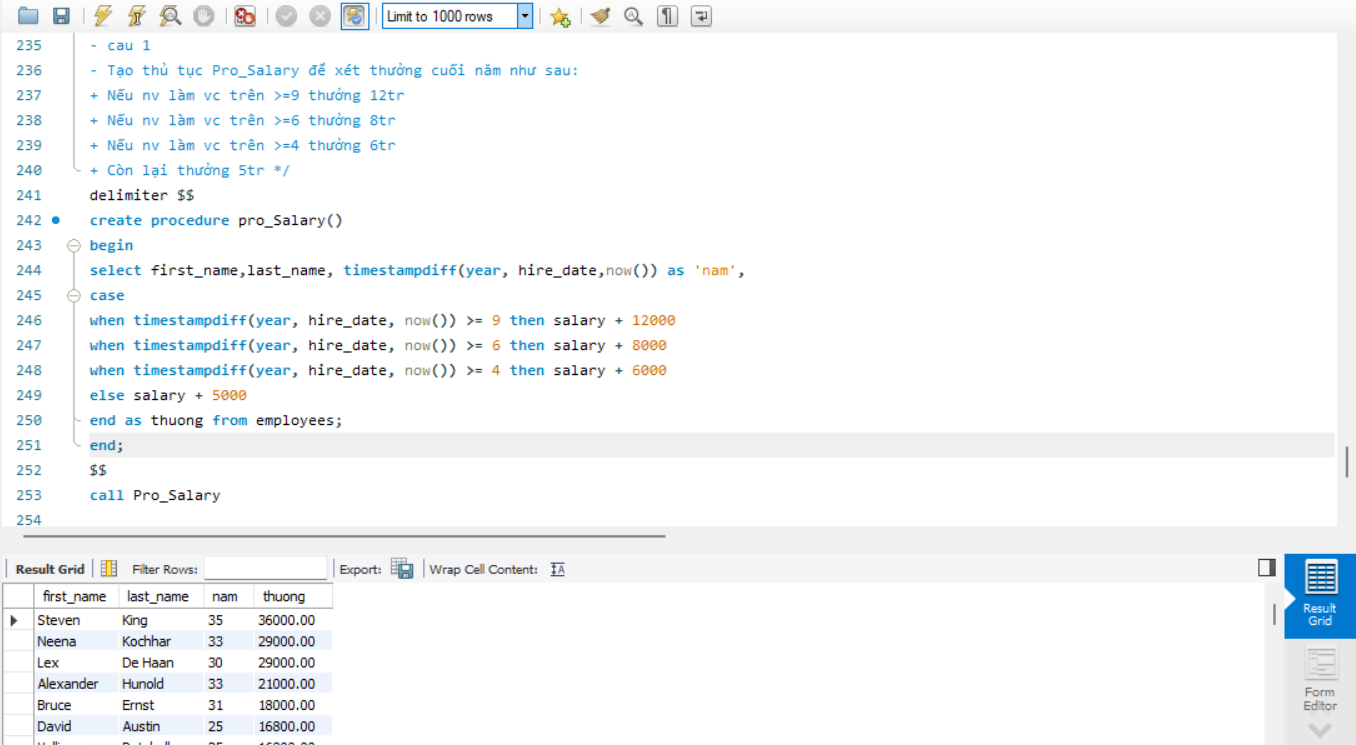 Limit to 1000 rows
235 - cau 1
236 - Tạo thủ tục Pro_Salary để xét thưởng cuối năm như sau:
237 + Nếu nv làm vc trên >=9 thưởng 12tr
238 + Nếu nv làm vc trên >=6 thưởng 8tr
239 + Nếu nv làm vc trên >=4 thưởng 6tr
240 + Còn lại thưởng 5tr */
241 delimiter $$
242 create procedure pro_Salary()
243 begin
244 select first_name,last_name, timestampdiff(year, hire_date,now()) as 'nam',
245 case
246 when timestampdiff(year, hire_date, now()) >= 9 then salary + 12000
247 when timestampdiff(year, hire_date, now()) >= 6 then salary + 8000
248 when timestampdiff(year, hire_date, now()) >= 4 then salary + 6000
249 else salary + 5000
250 end as thuong from employees;
251 end;
252 $$
253 call Pro_Salary
254
Result Grid Filter Rows: Export: Wrap Cell Content: IA
first_name last_name nam thuong
Steven King 35 36000.00
Neena Kochhar 33 29000.00
Lex De Haan 30 29000.00
Alexander Hunold 33 21000.00
Bruce Ernst 31 18000.00
David Austin 25 16800.00
Result
Grid
Form
Editor